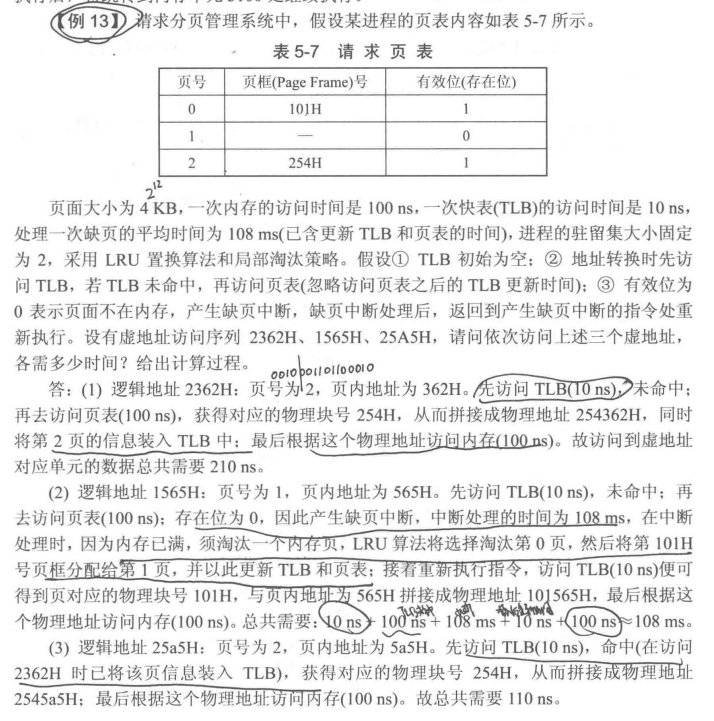 【例 13】 请求分页管理系统中，假设某进程的页表内容如表 5-7 所示。
表 5-7 请 求 页 表
页号 页框(Page Frame)号 有效位(存在位)
0 101H 1
1 — 0
2 254H 1
2^12
页面大小为 4 KB，一次内存的访问时间是 100 ns，一次快表(TLB)的访问时间是 10 ns，
处理一次缺页的平均时间为 108 ms(已含更新 TLB 和页表的时间)，进程的驻留集大小固定
为 2，采用 LRU 置换算法和局部淘汰策略。假设① TLB 初始为空；② 地址转换时先访
问 TLB，若 TLB 未命中，再访问页表(忽略访问页表之后的 TLB 更新时间)；③ 有效位为
0 表示页面不在内存，产生缺页中断，缺页中断处理后，返回到产生缺页中断的指令处重
新执行。设有虚地址访问序列 2362H、1565H、25A5H，请问依次访问上述三个虚地址，
各需多少时间？给出计算过程。
0010001101100010
答：(1) 逻辑地址 2362H：页号为 2，页内地址为 362H。先访问 TLB(10 ns)，未命中；
再去访问页表(100 ns)，获得对应的物理块号 254H，从而拼接成物理地址 254362H，同时
将第 2 页的信息装入 TLB 中；最后根据这个物理地址访问内存(100 ns)。故访问到虚地址
对应单元的数据总共需要 210 ns。
(2) 逻辑地址 1565H：页号为 1，页内地址为 565H。先访问 TLB(10 ns)，未命中；再
去访问页表(100 ns)；存在位为 0，因此产生缺页中断，中断处理的时间为 108 ms，在中断
处理时，因为内存已满，须淘汰一个内存页，LRU 算法将选择淘汰第 0 页，然后将第 101H
号页框分配给第 1 页，并以此更新 TLB 和页表；接着重新执行指令，访问 TLB(10 ns)便可
得到页对应的物理块号 101H，与页内地址为 565H 拼接成物理地址 101565H，最后根据这
个物理地址访问内存(100 ns)。总共需要：10 ns + 100 ns + 108 ms + 10 ns + 100 ns≈108 ms。
(3) 逻辑地址 25a5H：页号为 2，页内地址为 5a5H。先访问 TLB(10 ns)，命中(在访问
2362H 时已将该页信息装入 TLB)，获得对应的物理块号 254H，从而拼接成物理地址
2545a5H；最后根据这个物理地址访问内存(100 ns)。故总共需要 110 ns。